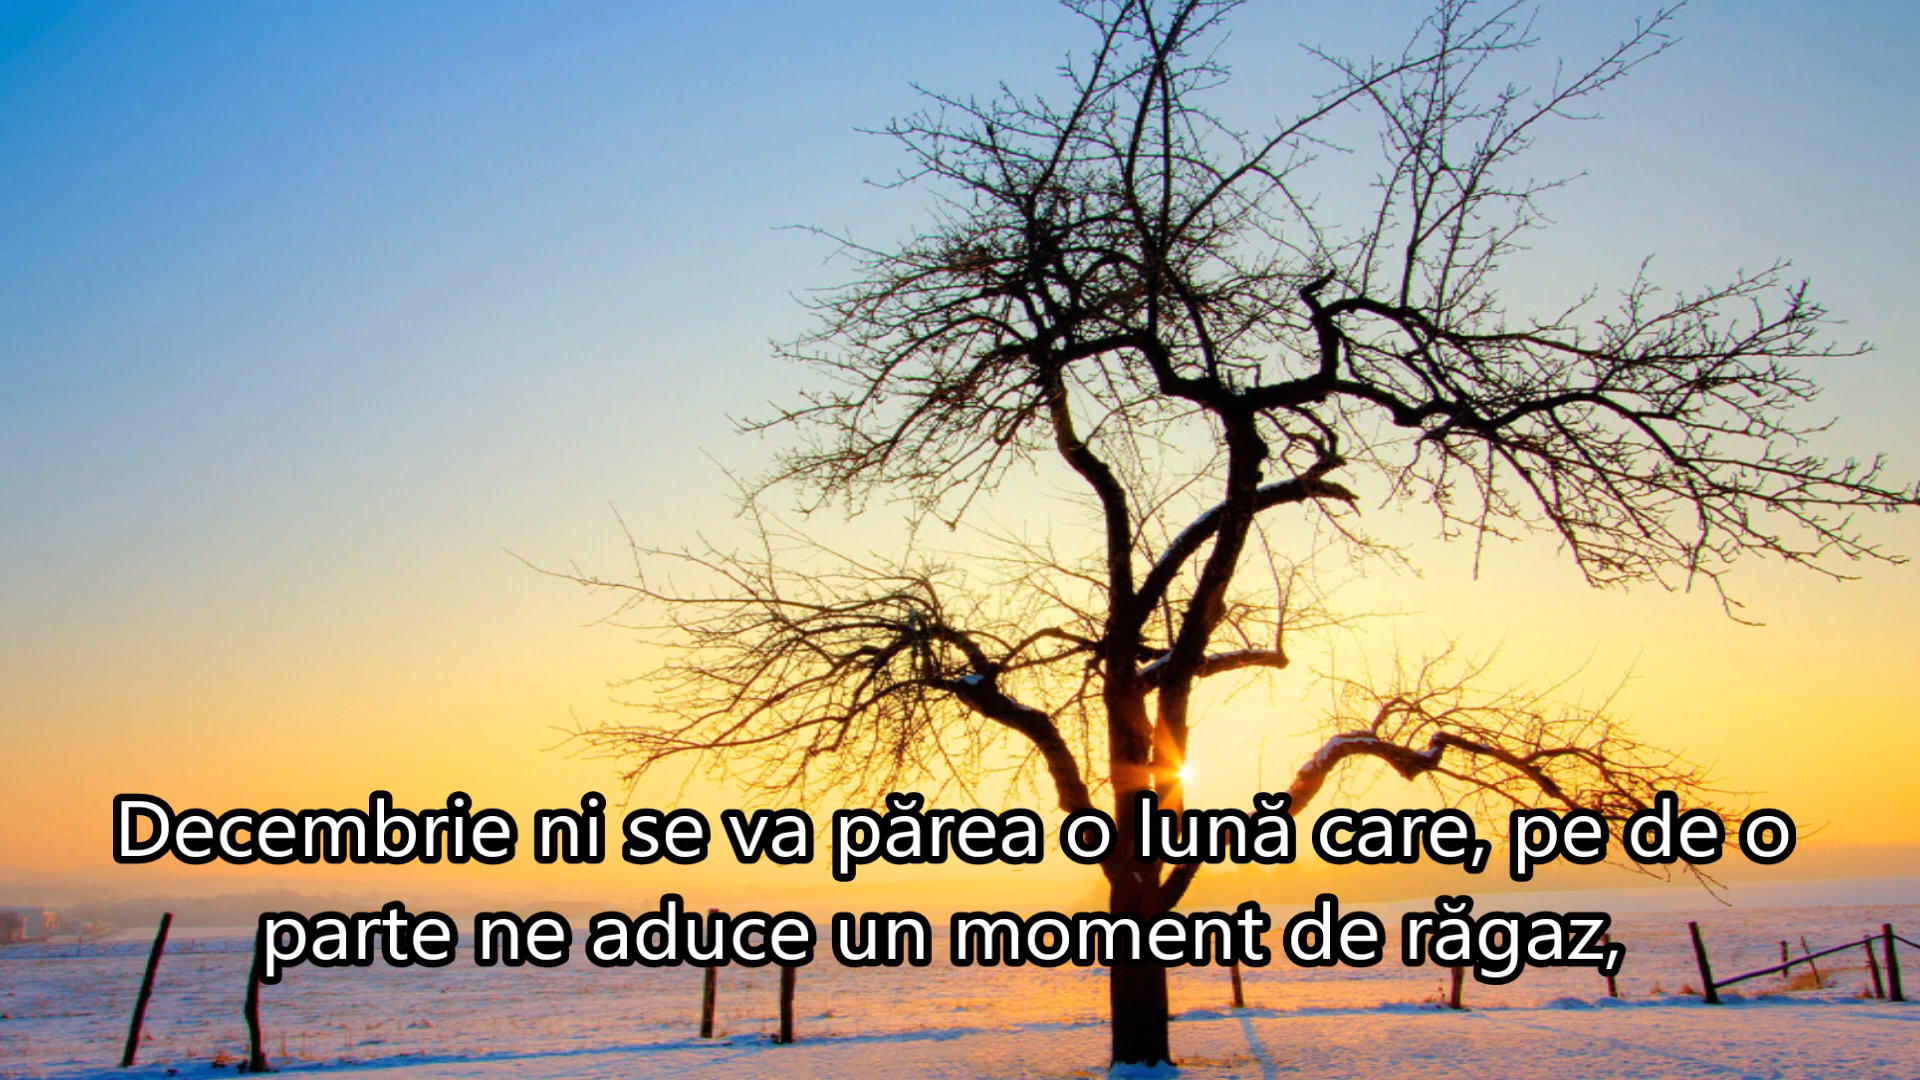 Decembrie ni se va părea o lună care, pe de o
parte ne aduce un moment de răgaz,